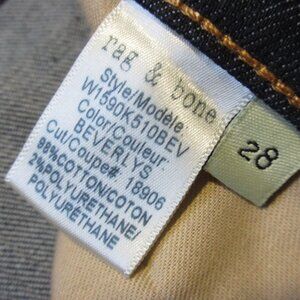 rag & bone
Style/Modèle:
W1590K510BEV
Color/Couleur:
BEVERLYS
Cut/Coupe#: 18906
98%COTTON/COTON
2%POLYURETHANE/
POLYURÉTHANE
28